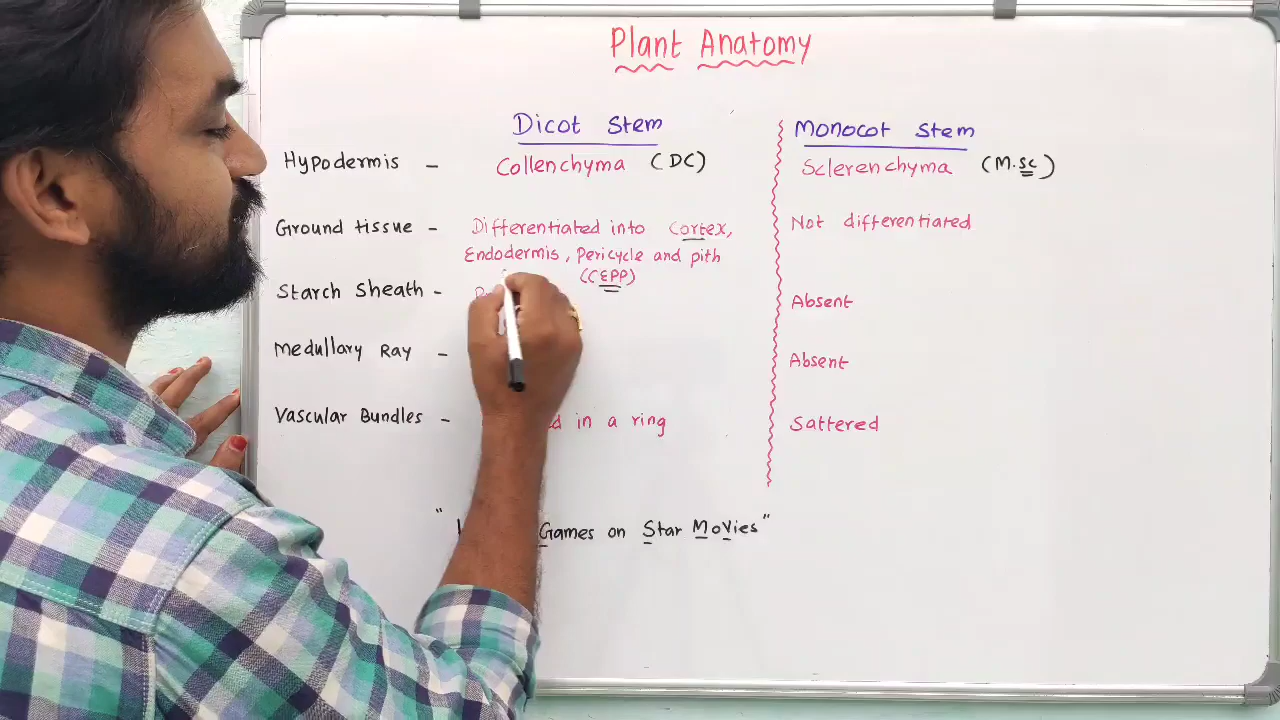 Plant Anatomy
Dicot Stem
Monocot Stem
Hypodermis - Collenchyma (DC) Sclerenchyma (M.Sc)
Ground tissue - Differentiated into Cortex, Not differentiated
Endodermis, Pericycle and pith
(CEPP)
Starch Sheath - Absent
Medullary Ray - Absent
Vascular Bundles - in a ring Sattered
" Games on Star Movies"